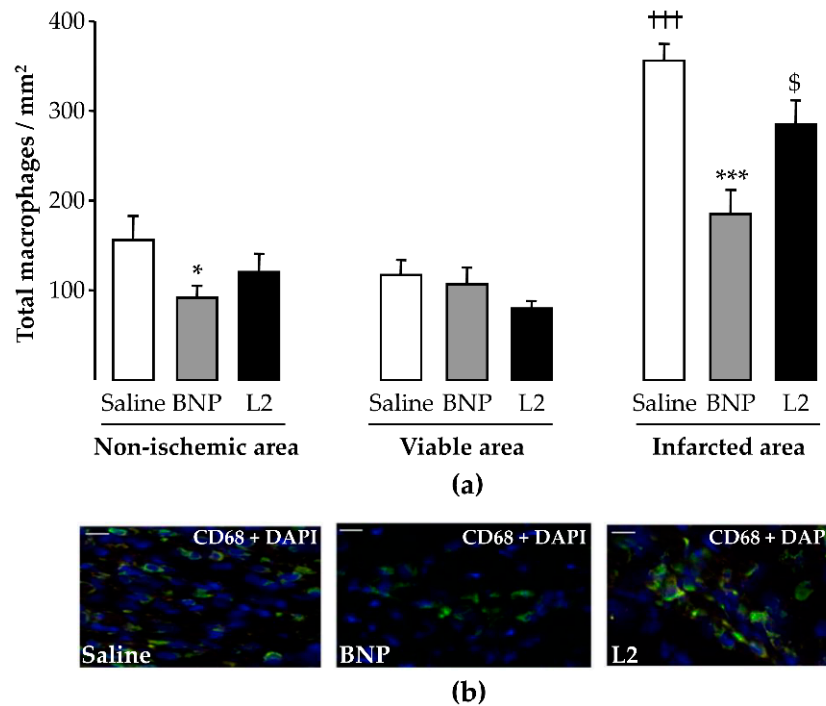 Total macrophages / mm²
400
300
200
100
*
***
$
†††
Saline BNP L2
Non-ischemic area
Saline BNP L2
Viable area
Saline BNP L2
Infarcted area
(a)
CD68 + DAPI
Saline
CD68 + DAPI
BNP
CD68 + DAPI
L2
(b)